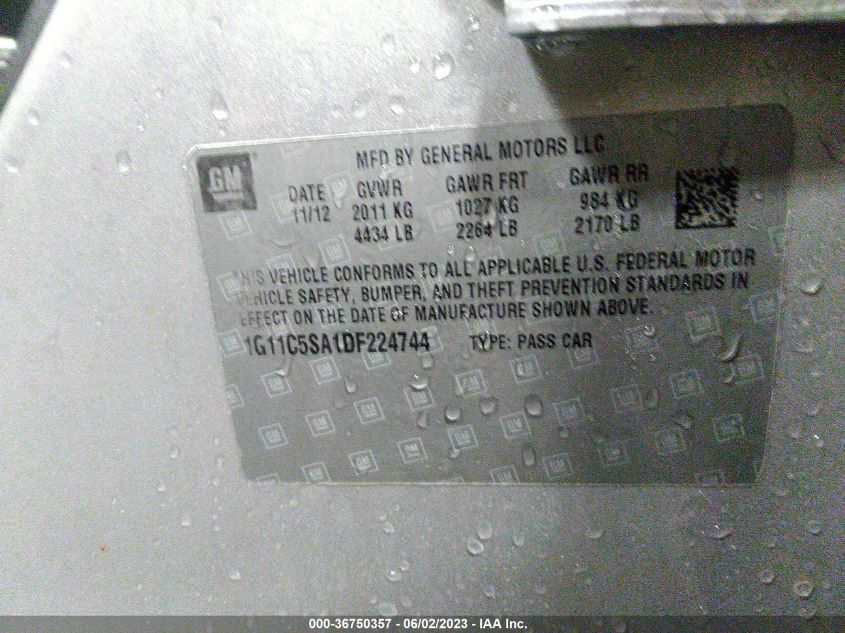 GM
MFD BY GENERAL MOTORS LLC
DATE GVWR GAWR FRT GAWR RR
11/12 2011 KG 1027 KG 984 KG
4434 LB 2264 LB 2170 LB
THIS VEHICLE CONFORMS TO ALL APPLICABLE U.S. FEDERAL MOTOR
VEHICLE SAFETY, BUMPER, AND THEFT PREVENTION STANDARDS IN
EFFECT ON THE DATE OF MANUFACTURE SHOWN ABOVE.
1G11C5SA1DF224744 TYPE: PASS CAR
000-36750357 - 06/02/2023 - IAA Inc.